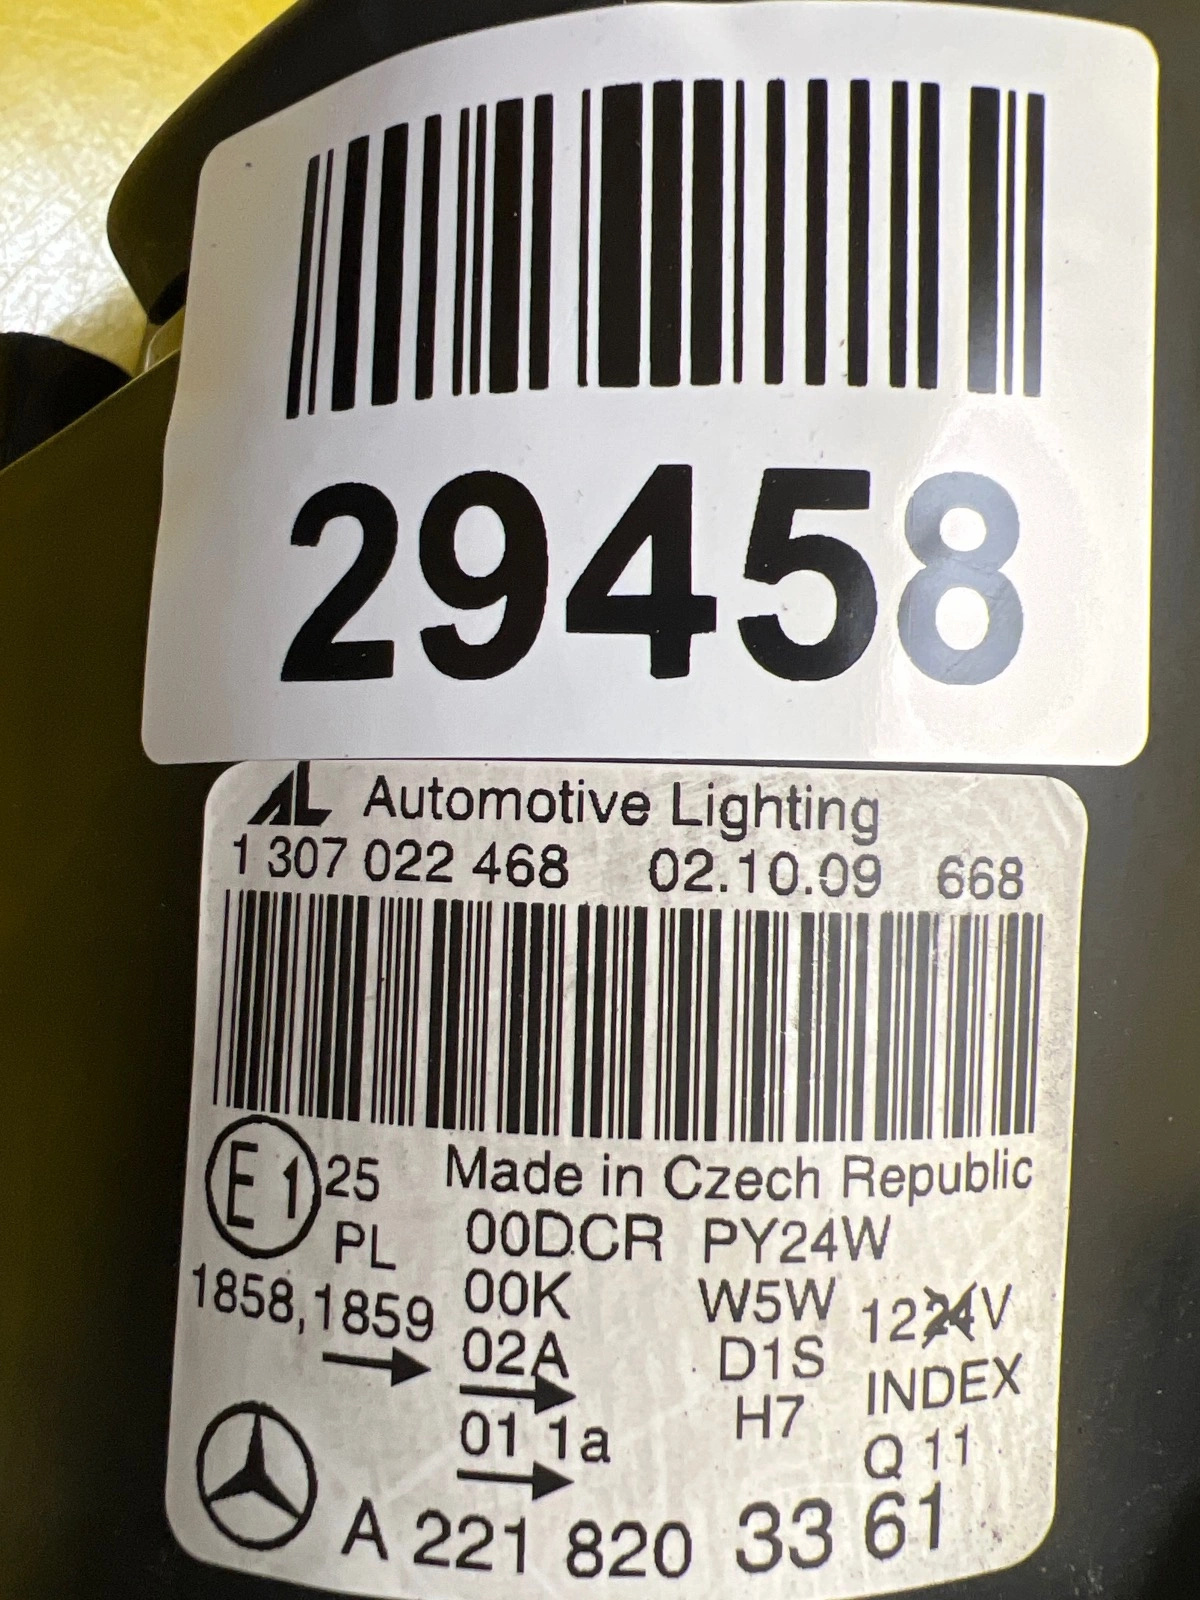 29458
AL Automotive Lighting
1 307 022 468 02.10.09 668
E1 25 Made in Czech Republic
PL 00DCR PY24W
1858,1859 00K W5W 1224V
02A D1S INDEX
01 1a H7 Q 11
A 221 820 33 61